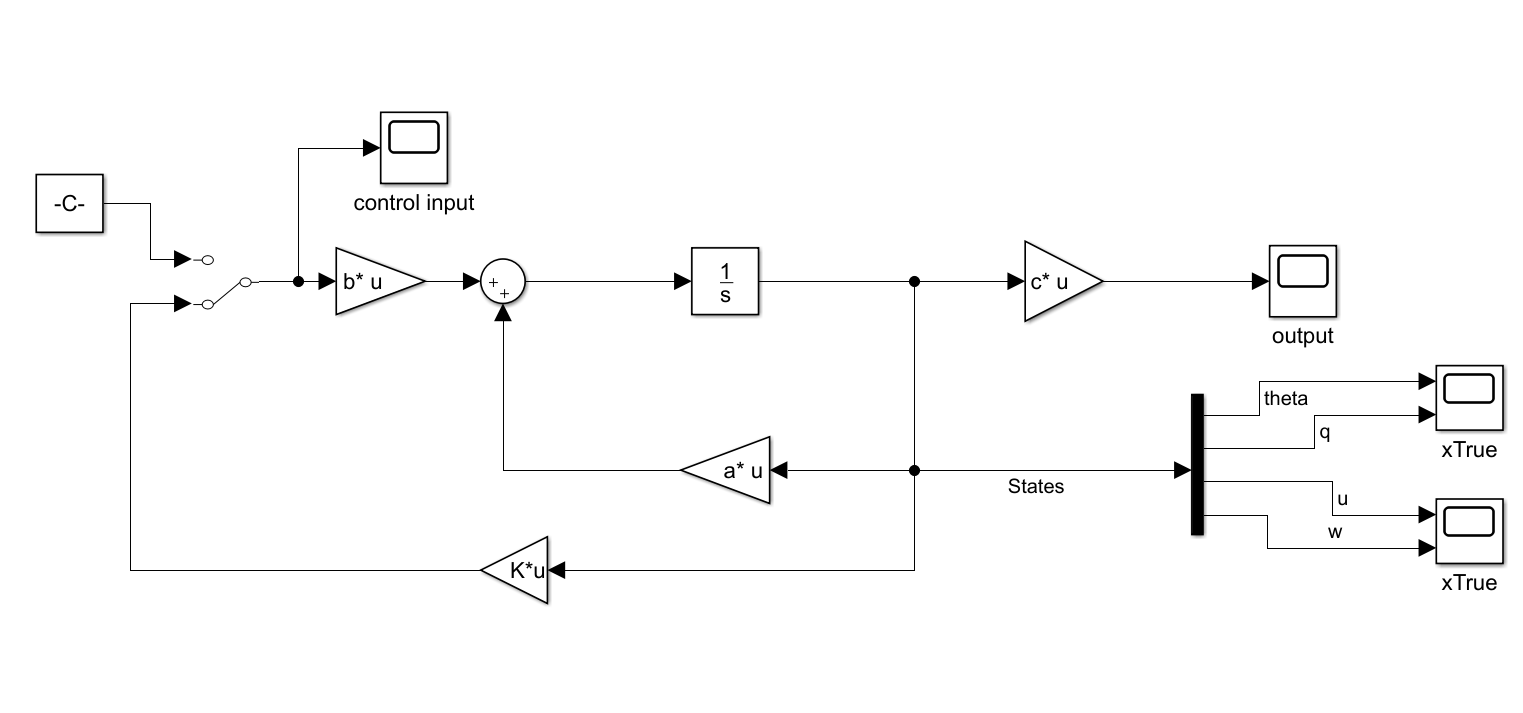 control input
-C-
b* u
+
+
1
s
c* u
output
theta
q
xTrue
a* u
States
u
w
xTrue
K*u